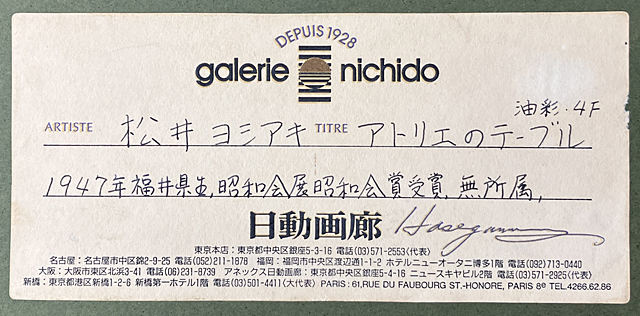 DEPUIS 1928
galerie nichido
油彩・4F
ARTISTE 松井ヨシアキ TITRE アトリエのテーブル
1947年福井県生,昭和会展昭和会賞受賞,無所属,
日動画廊 Hasegawa
東京本店：東京都中央区銀座5-3-16 電話(03)571-2553〈代表〉
名古屋：名古屋市中区錦2-9-25 電話(052)211-1878 福岡：福岡市中央区渡辺通1-1-2 ホテルニューオータニ博多1階 電話(092)713-0440
大阪：大阪市東区北浜3-41 電話(06)231-8739 アネックス日動画廊：東京都中央区銀座5-4-16 ニュースキヤビル2階 電話(03)571-2925〈代表〉
新橋：東京都港区新橋1-2-6 新橋第一ホテル1階 電話(03)501-4411(大代表) PARIS : 61,RUE DU FAUBOURG ST.-HONORE, PARIS 8e TEL.4266.62.86